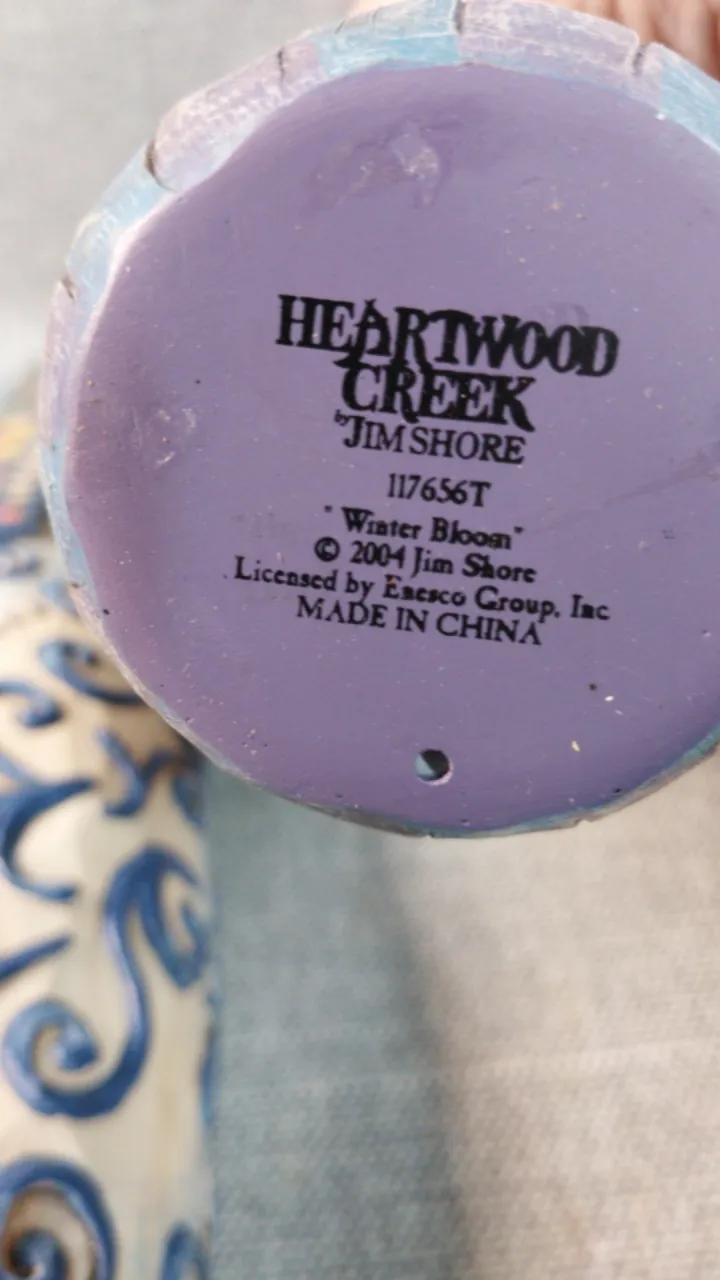 HEARTWOOD
CREEK
by JIM SHORE
117656T
"Winter Bloom"
© 2004 Jim Shore
Licensed by Enesco Group, Inc
MADE IN CHINA